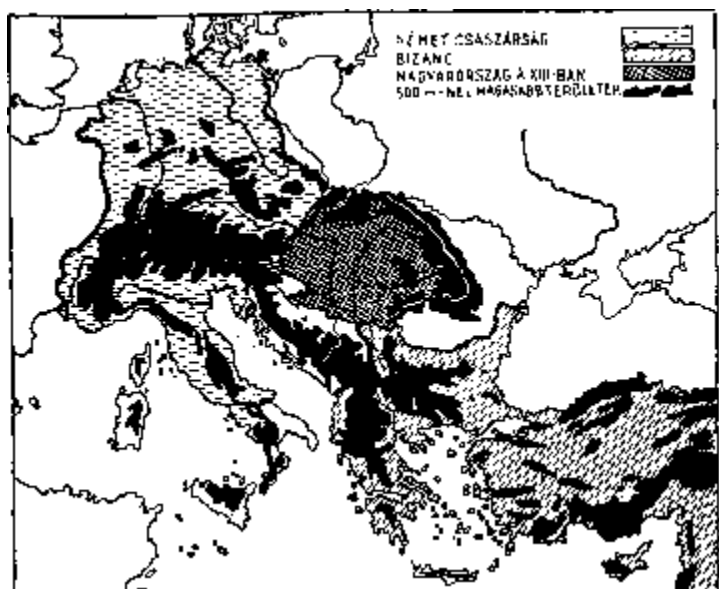 NÉMET CSÁSZÁRSÁG
BIZÁNC
MAGYARORSZÁG A XIII-BAN
500 m-NÉL MAGASABB TERÜLETEK